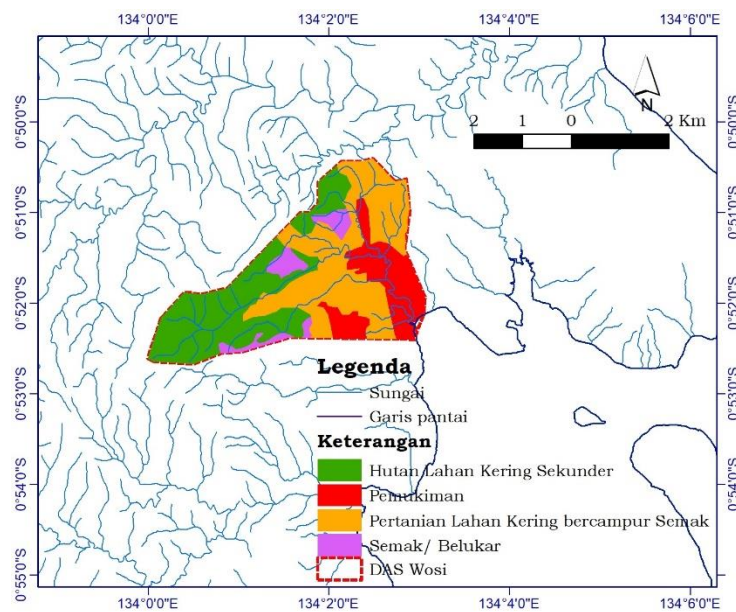 134°0'0"E 134°2'0"E 134°4'0"E 134°6'0"E
N
2 1 0 2 Km
0°50'0"S 0°50'0"S
0°51'0"S 0°51'0"S
0°52'0"S 0°52'0"S
0°53'0"S 0°53'0"S
0°54'0"S 0°54'0"S
0°55'0"S 0°55'0"S
Legenda
Sungai
Garis pantai
Keterangan
Hutan Lahan Kering Sekunder
Pemukiman
Pertanian Lahan Kering bercampur Semak
Semak/ Belukar
DAS Wosi
134°0'0"E 134°2'0"E 134°4'0"E 134°6'0"E